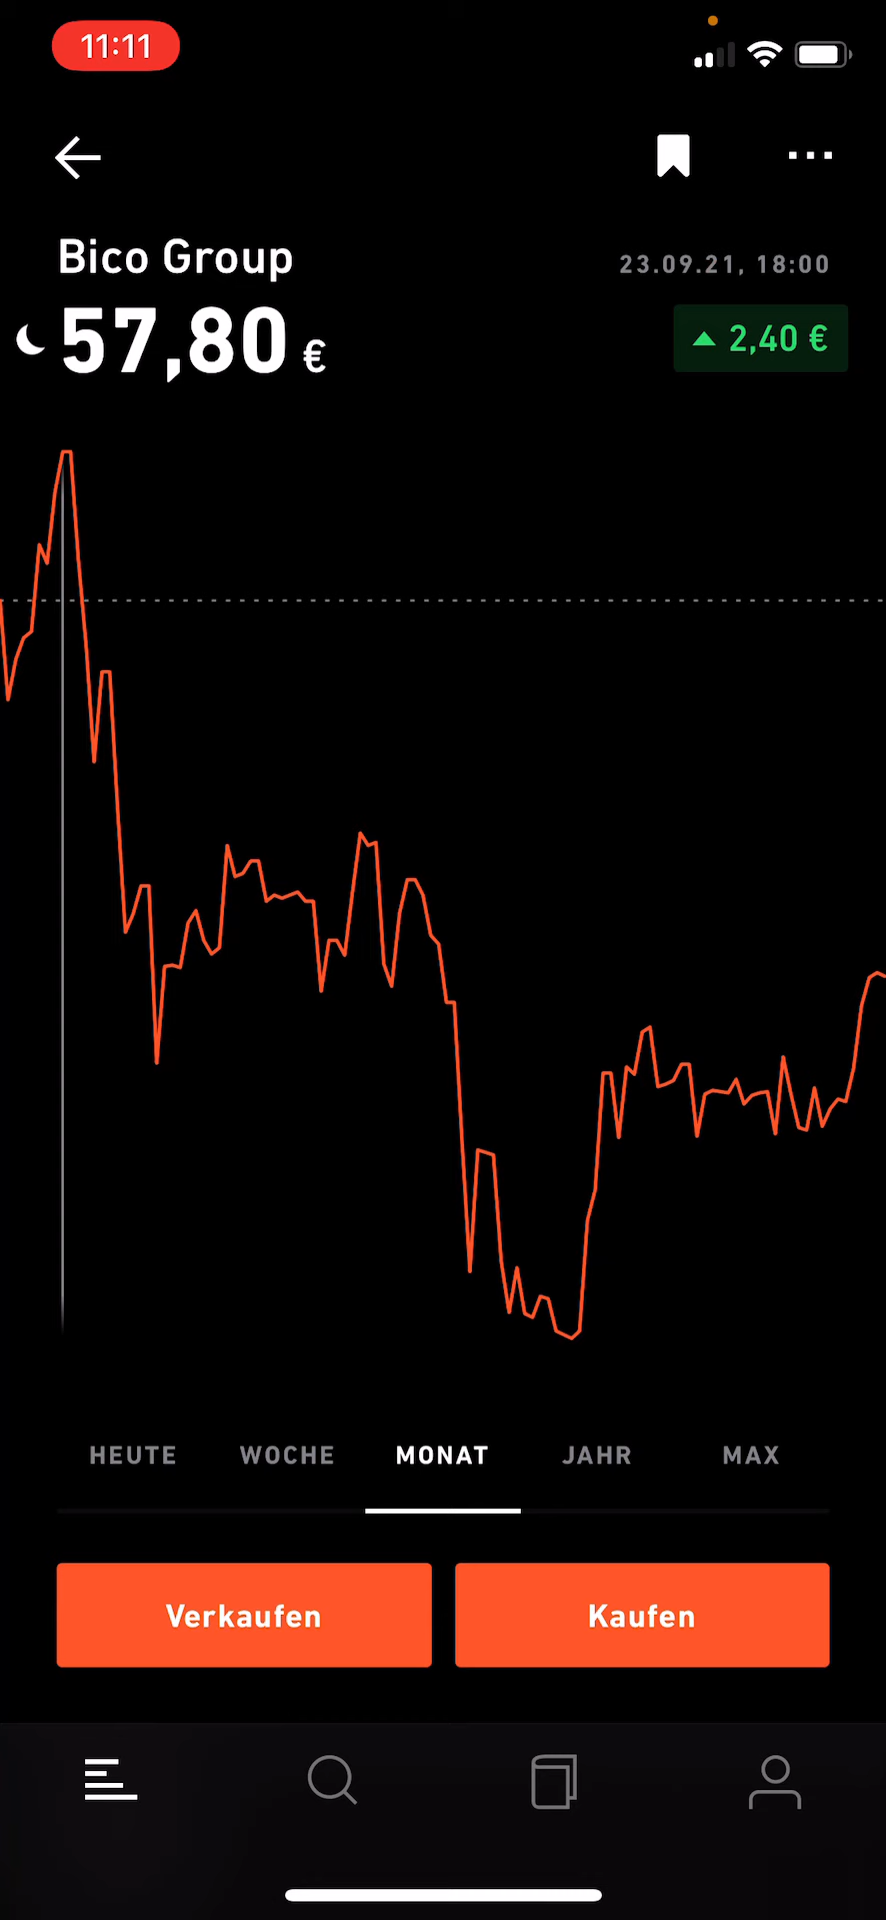 11:11
Bico Group
23.09.21, 18:00
57,80 €
2,40 €
HEUTE WOCHE MONAT JAHR MAX
Verkaufen Kaufen